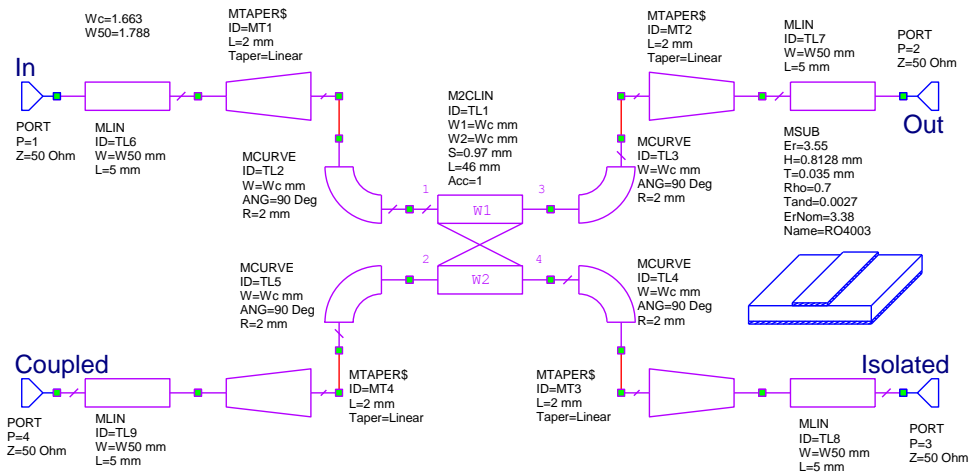 Wc=1.663
W50=1.788
In
PORT
P=1
Z=50 Ohm
MLIN
ID=TL6
W=W50 mm
L=5 mm
MTAPER$
ID=MT1
L=2 mm
Taper=Linear
MCURVE
ID=TL2
W=Wc mm
ANG=90 Deg
R=2 mm
M2CLIN
ID=TL1
W1=Wc mm
W2=Wc mm
S=0.97 mm
L=46 mm
Acc=1
1
3
W1
2
4
W2
MTAPER$
ID=MT2
L=2 mm
Taper=Linear
MCURVE
ID=TL3
W=Wc mm
ANG=90 Deg
R=2 mm
MLIN
ID=TL7
W=W50 mm
L=5 mm
PORT
P=2
Z=50 Ohm
Out
MSUB
Er=3.55
H=0.8128 mm
T=0.035 mm
Rho=0.7
Tand=0.0027
ErNom=3.38
Name=RO4003
MCURVE
ID=TL5
W=Wc mm
ANG=90 Deg
R=2 mm
MCURVE
ID=TL4
W=Wc mm
ANG=90 Deg
R=2 mm
Coupled
PORT
P=4
Z=50 Ohm
MLIN
ID=TL9
W=W50 mm
L=5 mm
MTAPER$
ID=MT4
L=2 mm
Taper=Linear
MTAPER$
ID=MT3
L=2 mm
Taper=Linear
MLIN
ID=TL8
W=W50 mm
L=5 mm
Isolated
PORT
P=3
Z=50 Ohm